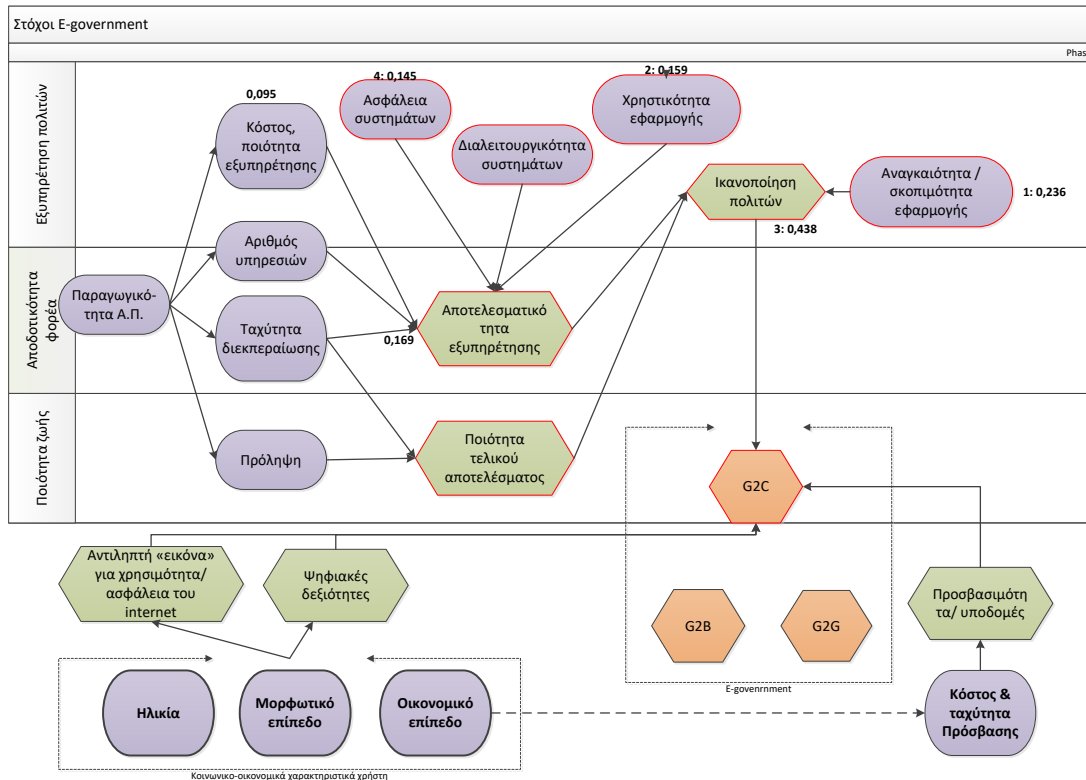 Στόχοι E-government
Phas
Εξυπηρέτηση πολιτών
0,095
Κόστος,
ποιότητα
εξυπηρέτησης
4: 0,145
Ασφάλεια
συστημάτων
Διαλειτουργικότητα
συστημάτων
2: 0,159
Χρηστικότητα
εφαρμογής
Ικανοποίηση
πολιτών
3: 0,438
Αναγκαιότητα /
σκοπιμότητα
εφαρμογής
1: 0,236
Αριθμός
υπηρεσιών
Αποδοτικότητα
φορέα
Παραγωγικό-
τητα Α.Π.
Ταχύτητα
διεκπεραίωσης
0,169
Αποτελεσματικό
τητα
εξυπηρέτησης
Ποιότητα ζωής
Πρόληψη
Ποιότητα
τελικού
αποτελέσματος
G2C
Αντιληπτή «εικόνα»
για χρησιμότητα/
ασφάλεια του
internet
Ψηφιακές
δεξιότητες
Προσβασιμότη
τα/ υποδομές
G2B
G2G
E-govenrnment
Ηλικία
Μορφωτικό
επίπεδο
Οικονομικό
επίπεδο
Κόστος &
ταχύτητα
Πρόσβασης
Κοινωνικο-οικονομικά χαρακτηριστικά χρήστη